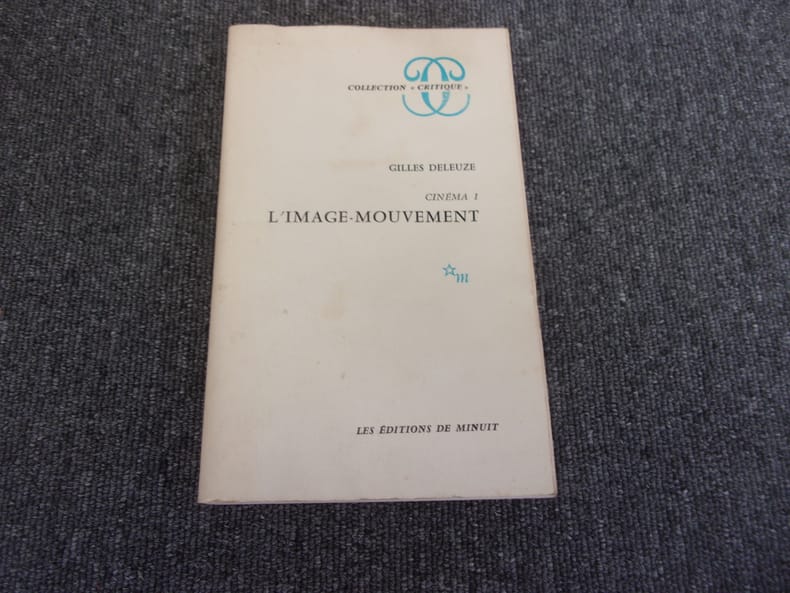 COLLECTION « CRITIQUE »
GILLES DELEUZE
CINÉMA 1
L'IMAGE-MOUVEMENT
m
LES ÉDITIONS DE MINUIT